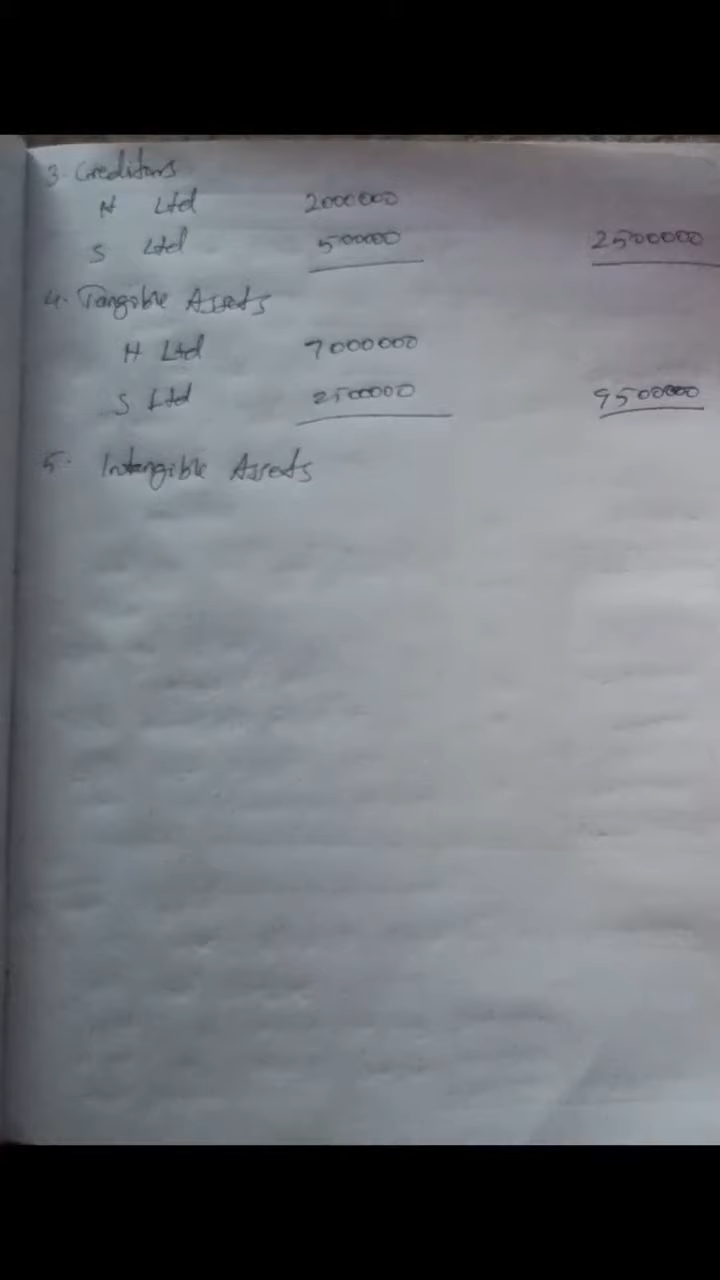 3. Creditors
H Ltd 2000000
S Ltd 500000 2500000
4. Tangible Assets
H Ltd 7000000
S Ltd 2500000 9500000
5. Intangible Assets